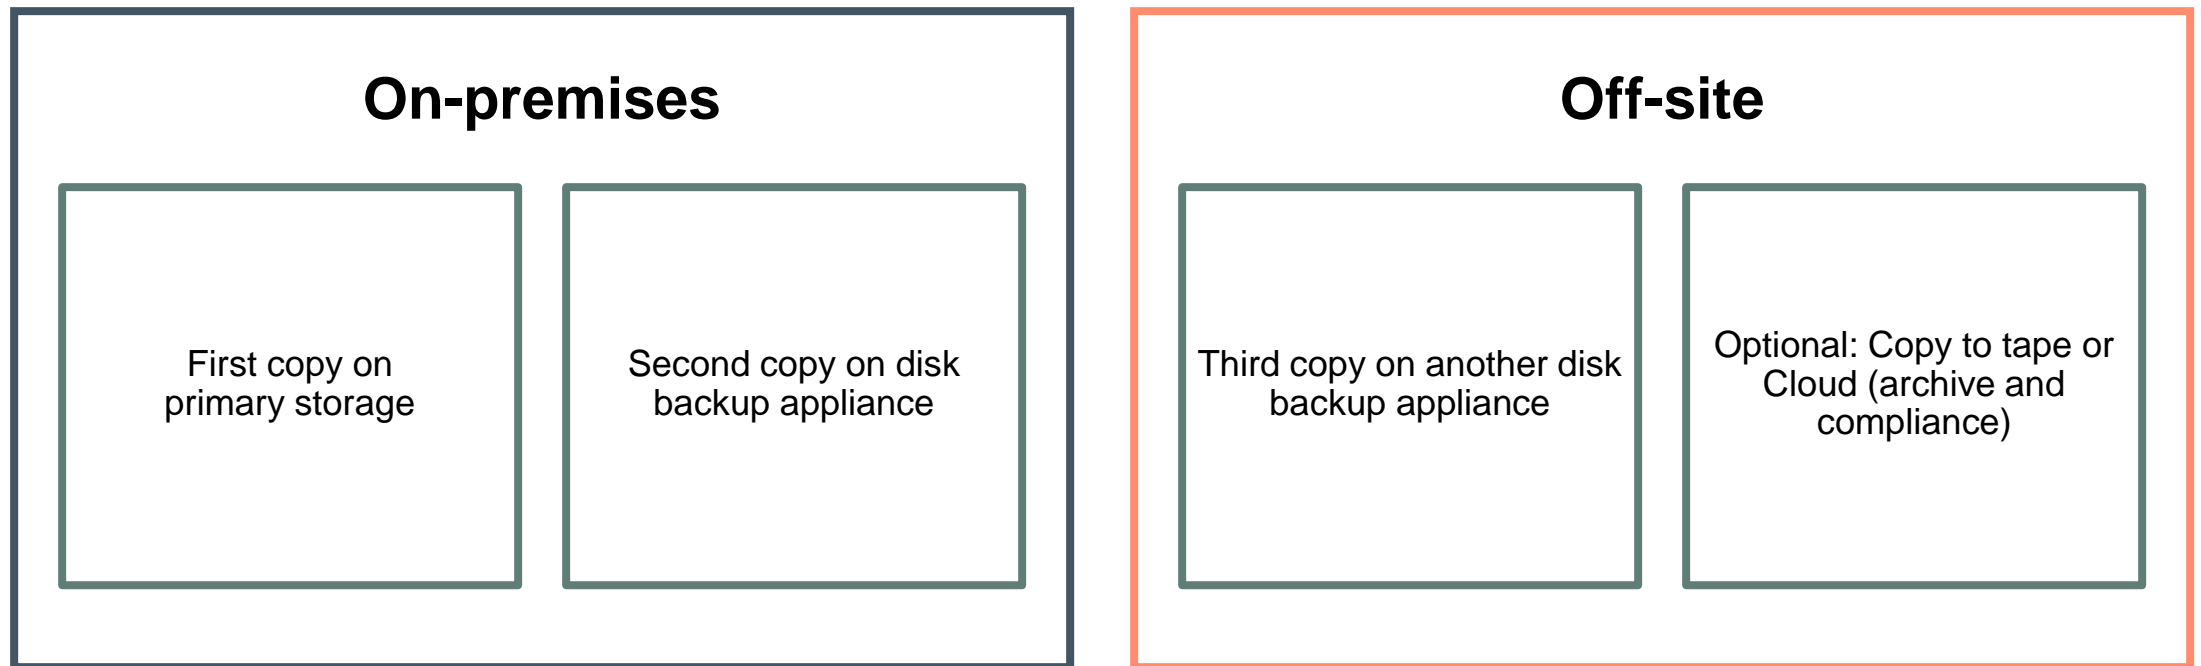 On-premises
First copy on
primary storage
Second copy on disk
backup appliance
Off-site
Third copy on another disk
backup appliance
Optional: Copy to tape or
Cloud (archive and
compliance)